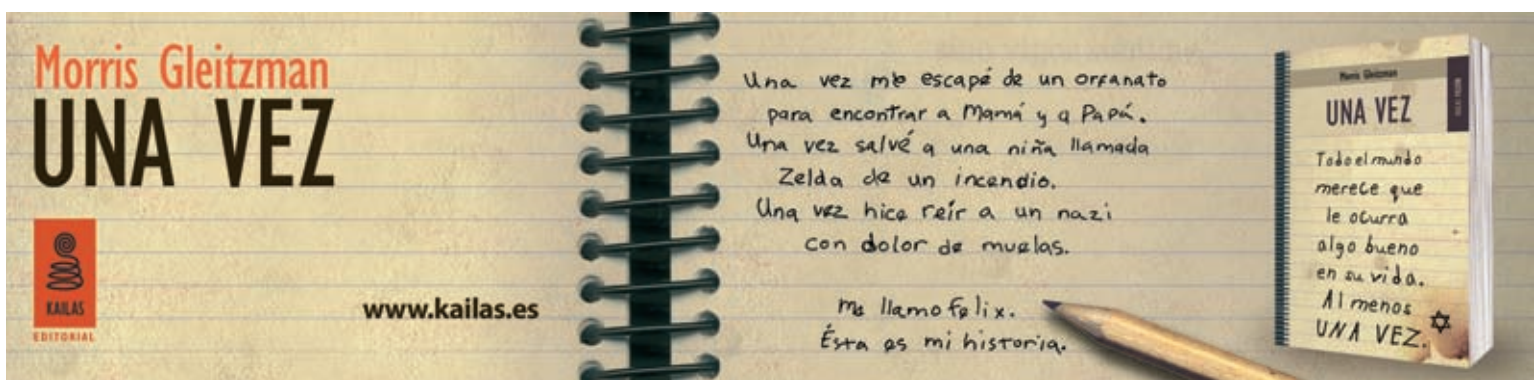 Morris Gleitzman
UNA VEZ
KAILAS
EDITORIAL
www.kailas.es
Una vez me escapé de un orfanato
para encontrar a Mamá y a Papá.
Una vez salvé a una niña llamada
Zelda de un incendio.
Una vez hice reír a un nazi
con dolor de muelas.
Me llamo Felix.
Ésta es mi historia.
Morris Gleitzman
UNA VEZ
Todo el mundo
merece que
le ocurra
algo bueno
en su vida.
Al menos
UNA VEZ.